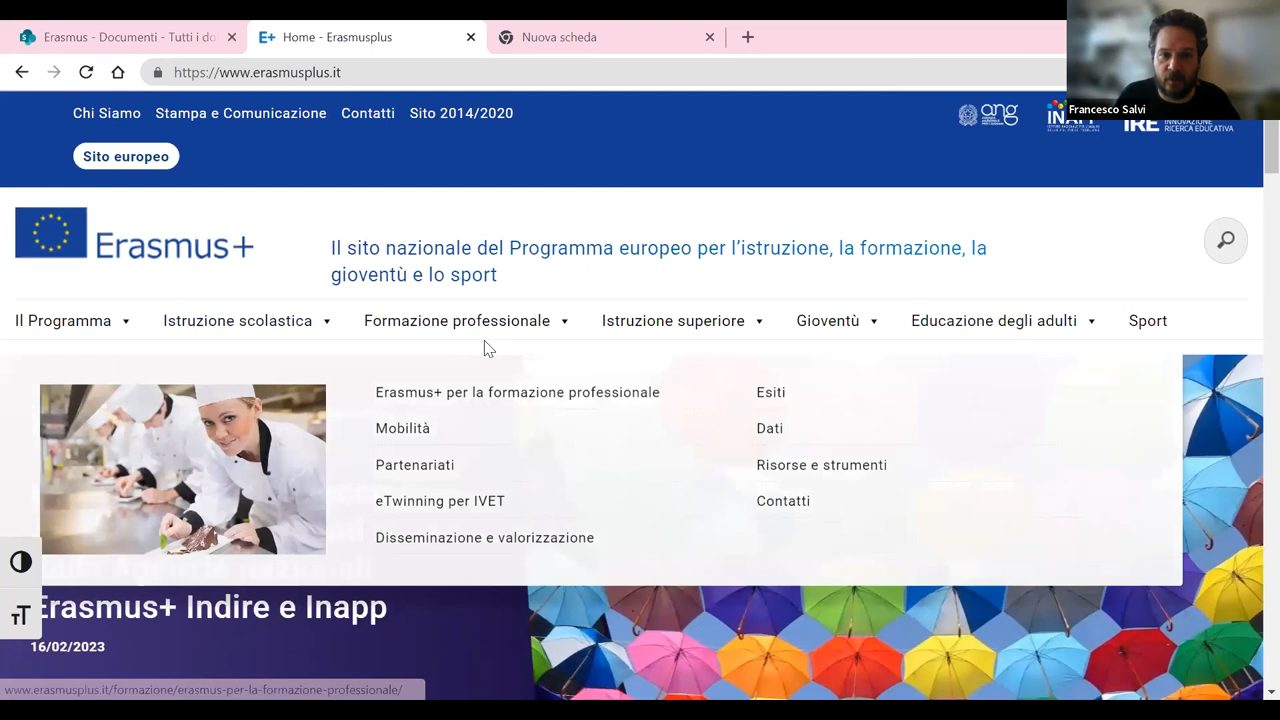 Erasmus - Documenti - Tutti i do
E+ Home - Erasmusplus
Nuova scheda
https://www.erasmusplus.it
Francesco Salvi
Chi Siamo
Stampa e Comunicazione
Contatti
Sito 2014/2020
ang
INNOVAZIONE
RICERCA EDUCATIVA
Sito europeo
Erasmus+
Il sito nazionale del Programma europeo per l’istruzione, la formazione, la
gioventù e lo sport
Il Programma
Istruzione scolastica
Formazione professionale
Istruzione superiore
Gioventù
Educazione degli adulti
Sport
Erasmus+ per la formazione professionale
Mobilità
Partenariati
eTwinning per IVET
Disseminazione e valorizzazione
Esiti
Dati
Risorse e strumenti
Contatti
Erasmus+ Indire e Inapp
16/02/2023
www.erasmusplus.it/formazione/erasmus-per-la-formazione-professionale/